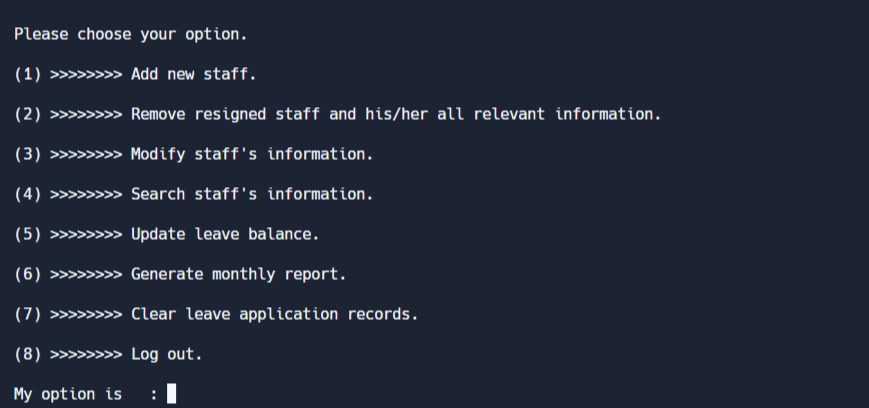 Please choose your option.
(1) >>>>>>>> Add new staff.
(2) >>>>>>>> Remove resigned staff and his/her all relevant information.
(3) >>>>>>>> Modify staff's information.
(4) >>>>>>>> Search staff's information.
(5) >>>>>>>> Update leave balance.
(6) >>>>>>>> Generate monthly report.
(7) >>>>>>>> Clear leave application records.
(8) >>>>>>>> Log out.
My option is   :